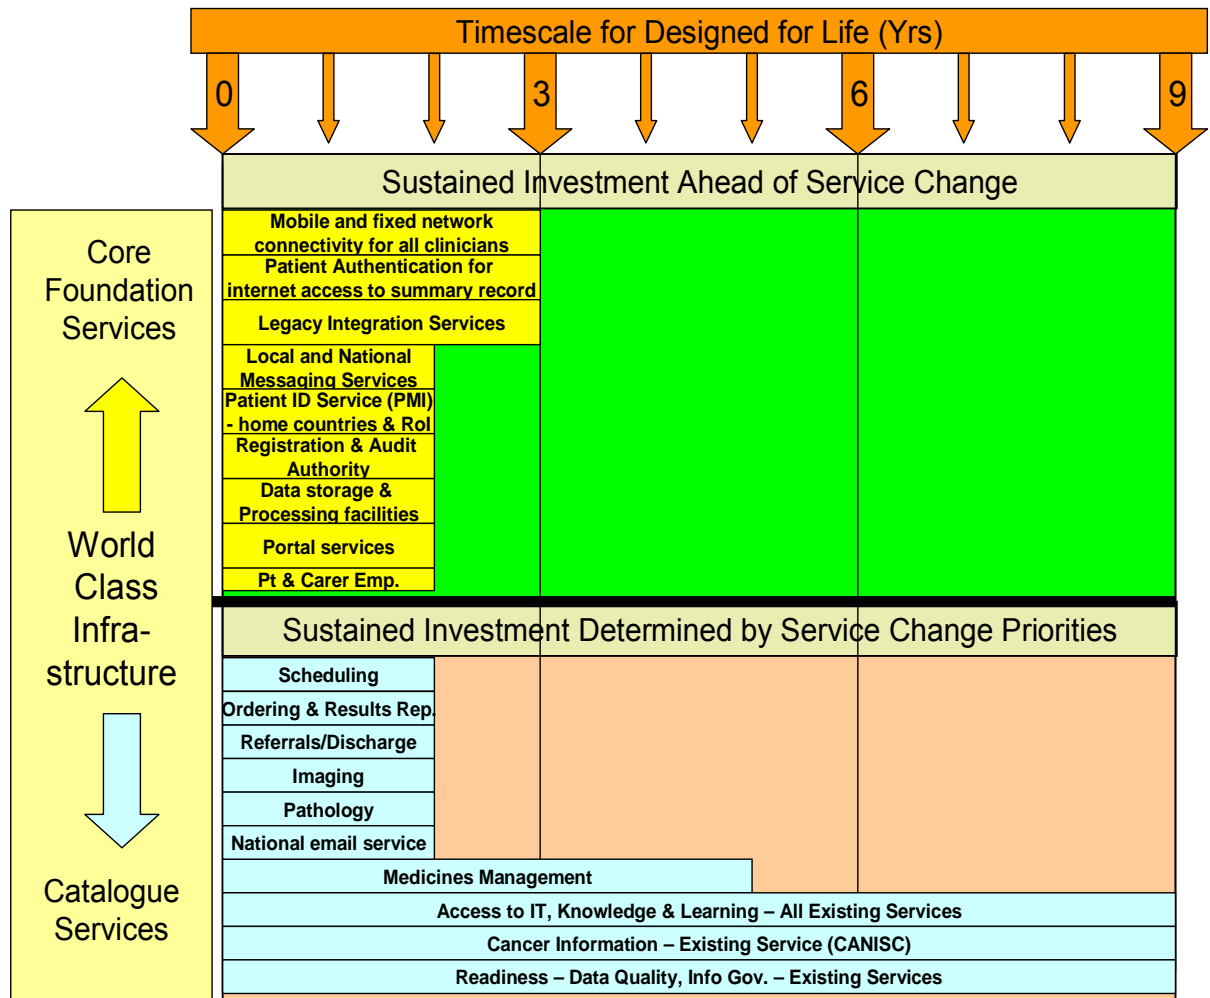 Timescale for Designed for Life (Yrs)
0
3
6
9
Sustained Investment Ahead of Service Change
Core
Foundation
Services
World
Class
Infra-
structure
Catalogue
Services
Mobile and fixed network
connectivity for all clinicians
Patient Authentication for
internet access to summary record
Legacy Integration Services
Local and National
Messaging Services
Patient ID Service (PMI)
- home countries & RoI
Registration & Audit
Authority
Data storage &
Processing facilities
Portal services
Pt & Carer Emp.
Sustained Investment Determined by Service Change Priorities
Scheduling
Ordering & Results Rep.
Referrals/Discharge
Imaging
Pathology
National email service
Medicines Management
Access to IT, Knowledge & Learning – All Existing Services
Cancer Information – Existing Service (CANISC)
Readiness – Data Quality, Info Gov. – Existing Services